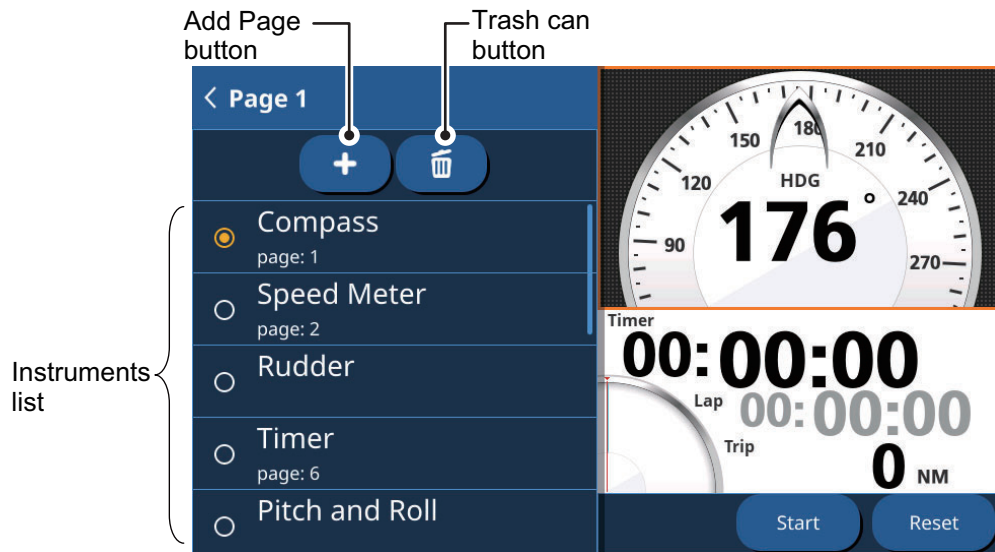 Add Page
button
Trash can
button
< Page 1
Compass
page: 1
Speed Meter
page: 2
Rudder
Timer
page: 6
Pitch and Roll
Instruments
list
90
120
150
180
210
240
270
HDG
176°
Timer
00:00:00
Lap
00:00:00
Trip
0 NM
Start
Reset